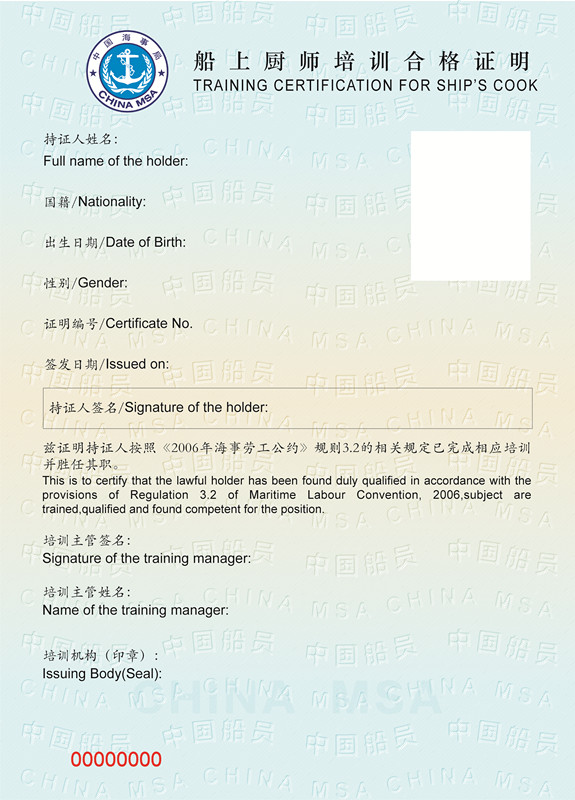 中国海事局
CHINA MSA
船上厨师培训合格证明
TRAINING CERTIFICATION FOR SHIP'S COOK
持证人姓名:
Full name of the holder:
国籍/Nationality:
出生日期/Date of Birth:
性别/Gender:
证明编号/Certificate No.
签发日期/Issued on:
持证人签名/Signature of the holder:
兹证明持证人按照《2006年海事劳工公约》规则3.2的相关规定已完成相应培训
并胜任其职。
This is to certify that the lawful holder has been found duly qualified in accordance with the
provisions of Regulation 3.2 of Maritime Labour Convention, 2006,subject are
trained,qualified and found competent for the position.
培训主管签名:
Signature of the training manager:
培训主管姓名:
Name of the training manager:
培训机构（印章）:
Issuing Body(Seal):
CHINA MSA
00000000
中国船员
CHINA MSA